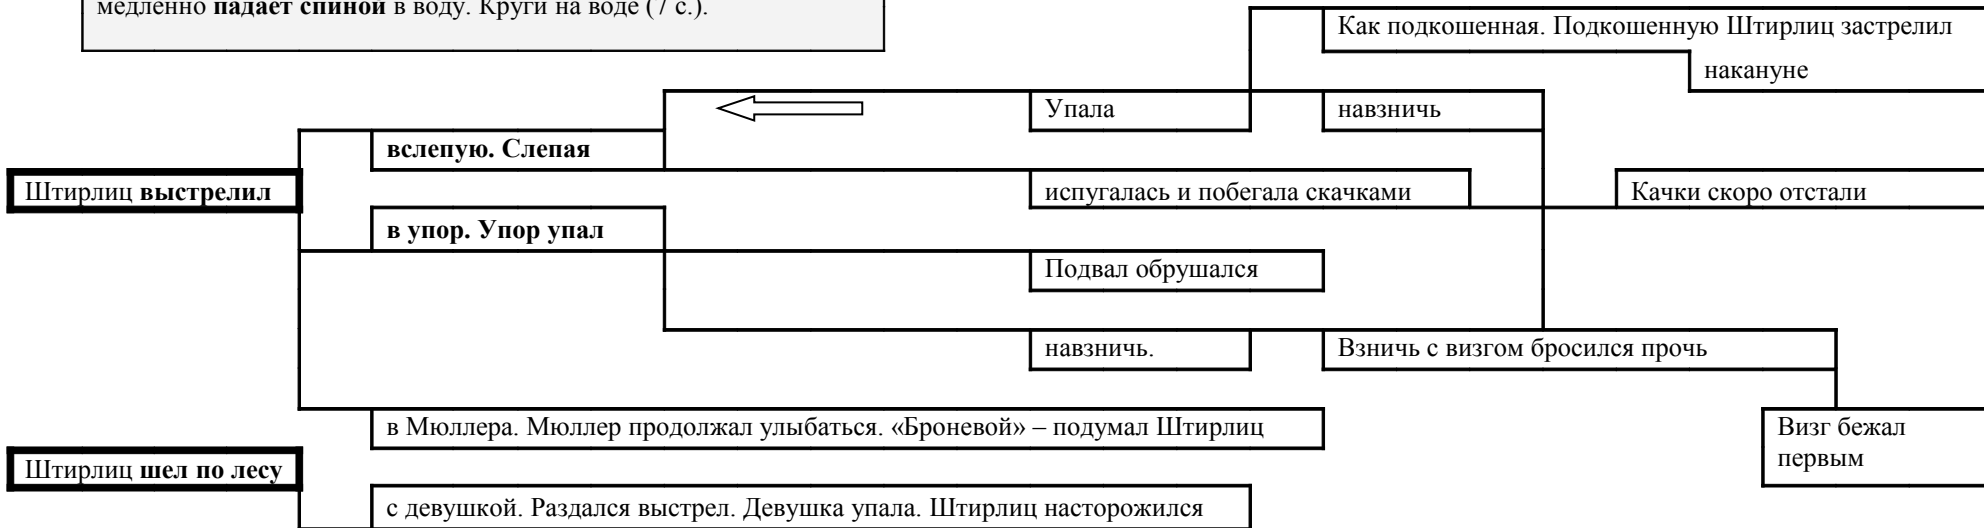 медленно падает спиной в воду. Круги на воде (7 с.).
Как подкошенная. Подкошенную Штирлиц застрелил
накануне
Упала
навзничь
вслепую. Слепая
Штирлиц выстрелил
испугалась и побегала скачками
Качки скоро отстали
в упор. Упор упал
Подвал обрушался
навзничь.
Взничь с визгом бросился прочь
в Мюллера. Мюллер продолжал улыбаться. «Броневой» – подумал Штирлиц
Визг бежал
первым
Штирлиц шел по лесу
с девушкой. Раздался выстрел. Девушка упала. Штирлиц насторожился